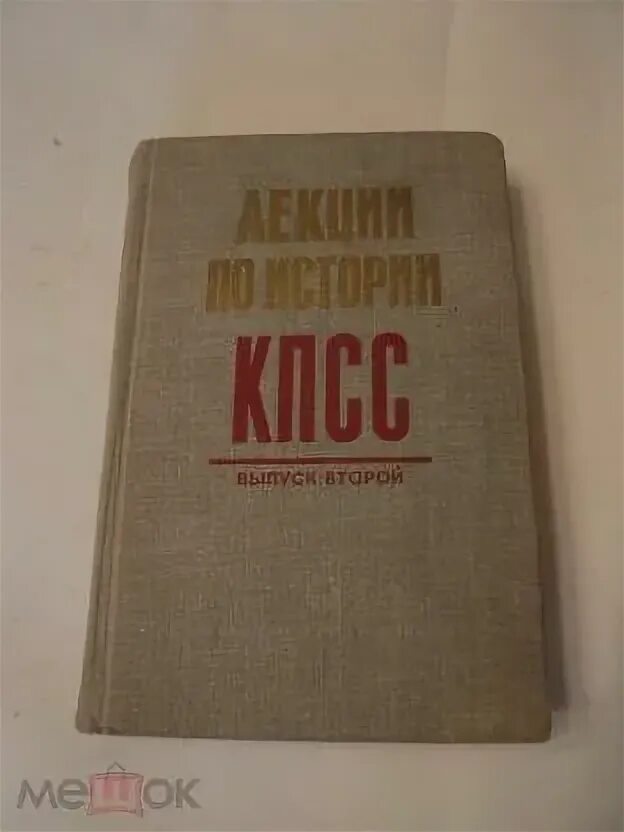 ЛЕКЦИИ
ПО ИСТОРИИ
КПСС
ВЫПУСК ВТОРОЙ
мешок